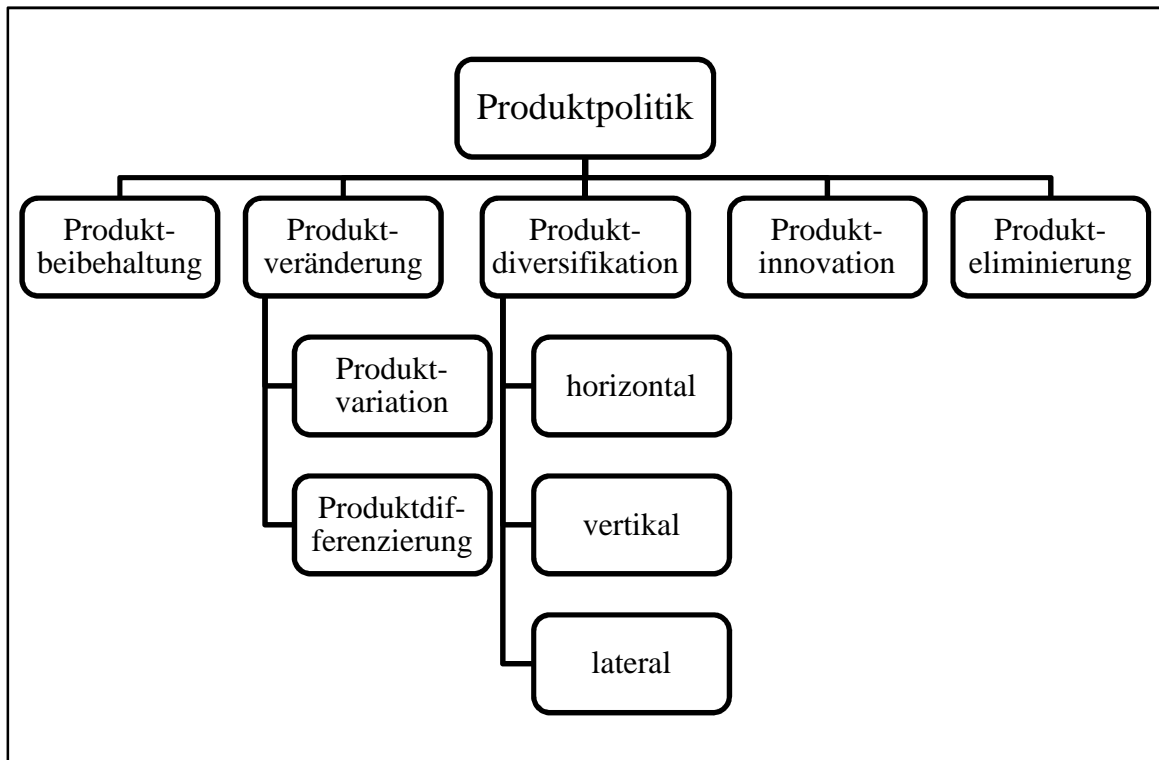 Produktpolitik
Produkt-
beibehaltung
Produkt-
veränderung
Produkt-
diversifikation
Produkt-
innovation
Produkt-
eliminierung
Produkt-
variation
Produktdif-
ferenzierung
horizontal
vertikal
lateral